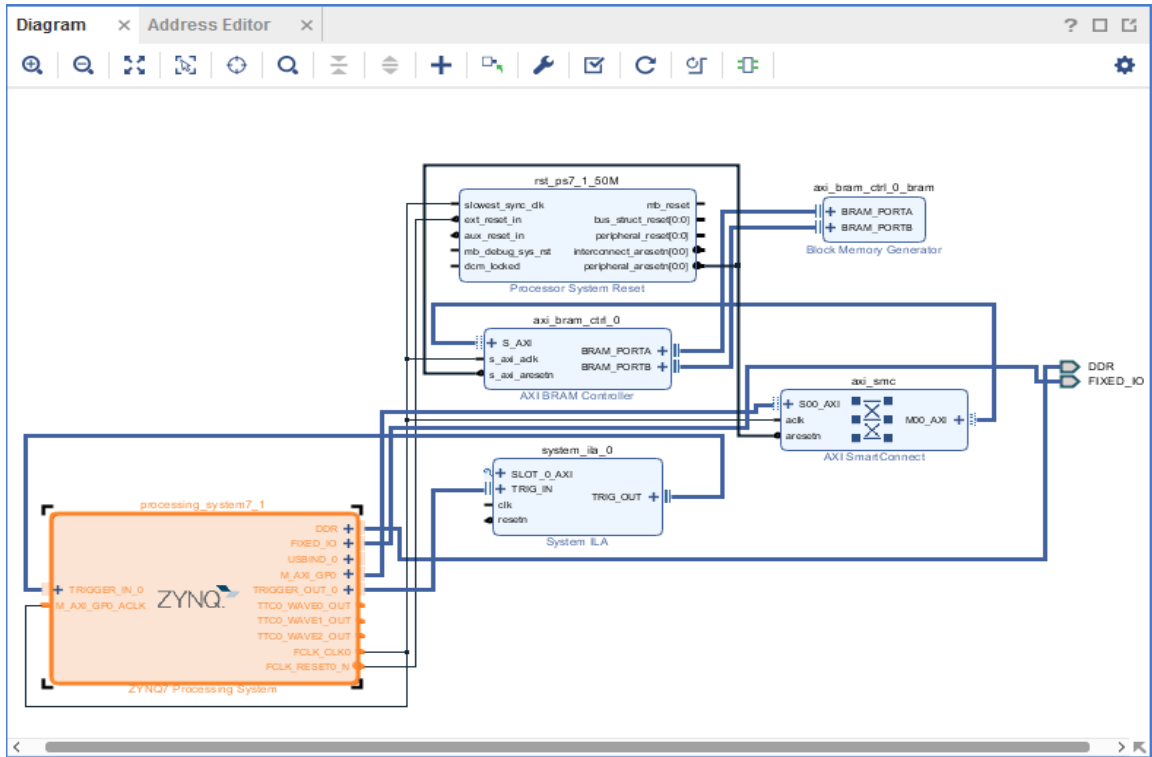 Diagram × Address Editor ×
rst_ps7_1_50M
slowest_sync_clk
ext_reset_in
aux_reset_in
mb_debug_sys_rst
dcm_locked
mb_reset
bus_struct_reset[0:0]
peripheral_reset[0:0]
interconnect_aresetn[0:0]
peripheral_aresetn[0:0]
Processor System Reset
axi_bram_ctrl_0_bram
BRAM_PORTA
BRAM_PORTB
Block Memory Generator
axi_bram_ctrl_0
S_AXI
s_axi_aclk
s_axi_aresetn
BRAM_PORTA
BRAM_PORTB
AXI BRAM Controller
DDR
FIXED_IO
axi_smc
S00_AXI
aclk
aresetn
M00_AXI
AXI SmartConnect
system_ila_0
SLOT_0_AXI
TRIG_IN
clk
resetn
TRIG_OUT
System ILA
processing_system7_1
TRIGGER_IN_0
M_AXI_GP0_ACLK
ZYNQ
DDR
FIXED_IO
USBIND_0
M_AXI_GP0
TRIGGER_OUT_0
TTC0_WAVE0_OUT
TTC0_WAVE1_OUT
TTC0_WAVE2_OUT
FCLK_CLK0
FCLK_RESET0_N
ZYNQ7 Processing System